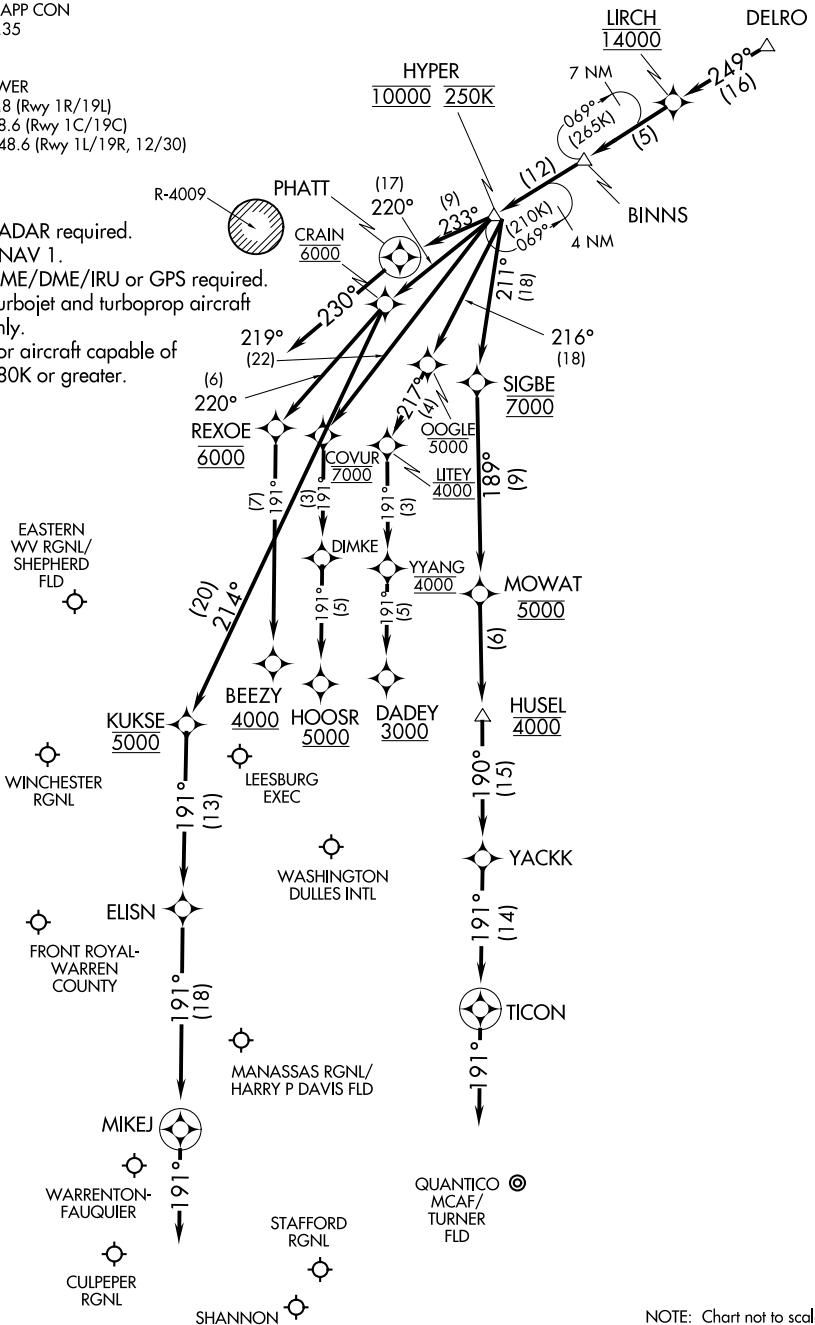 APP CON
.35
WER
.8 (Rwy 1R/19L)
8.6 (Rwy 1C/19C)
48.6 (Rwy 1L/19R, 12/30)
ADAR required.
NAV 1.
ME/DME/IRU or GPS required.
urbojet and turboprop aircraft
nly.
or aircraft capable of
80K or greater.
DELRO
249°
(16)
LIRCH
14000
7 NM
069°
(265K)
(5)
BINNS
(12)
HYPER
10000 250K
(210K)
069°
4 NM
(9)
233°
PHATT
R-4009
230°
(17)
220°
CRAIN
6000
219°
(22)
211°
(18)
216°
(18)
(6)
220°
REXOE
6000
COVUR
7000
OOGLE
5000
217°
(4)
LITEY
4000
SIGBE
7000
(7)
191°
(3)
191°
191°
(3)
189°
(9)
DIMKE
YYANG
4000
MOWAT
5000
EASTERN
WV RGNL/
SHEPHERD
FLD
(20)
214°
191°
(5)
191°
(5)
(6)
BEEZY
4000
HOOSR
5000
DADEY
3000
HUSEL
4000
KUKSE
5000
WINCHESTER
RGNL
LEESBURG
EXEC
190°
(15)
191°
(13)
WASHINGTON
DULLES INTL
YACKK
ELISN
191°
(14)
FRONT ROYAL-
WARREN
COUNTY
191°
(18)
TICON
MANASSAS RGNL/
HARRY P DAVIS FLD
191°
MIKEJ
WARRENTON-
FAUQUIER
191°
QUANTICO
MCAF/
TURNER
FLD
CULPEPER
RGNL
STAFFORD
RGNL
SHANNON
NOTE: Chart not to scal